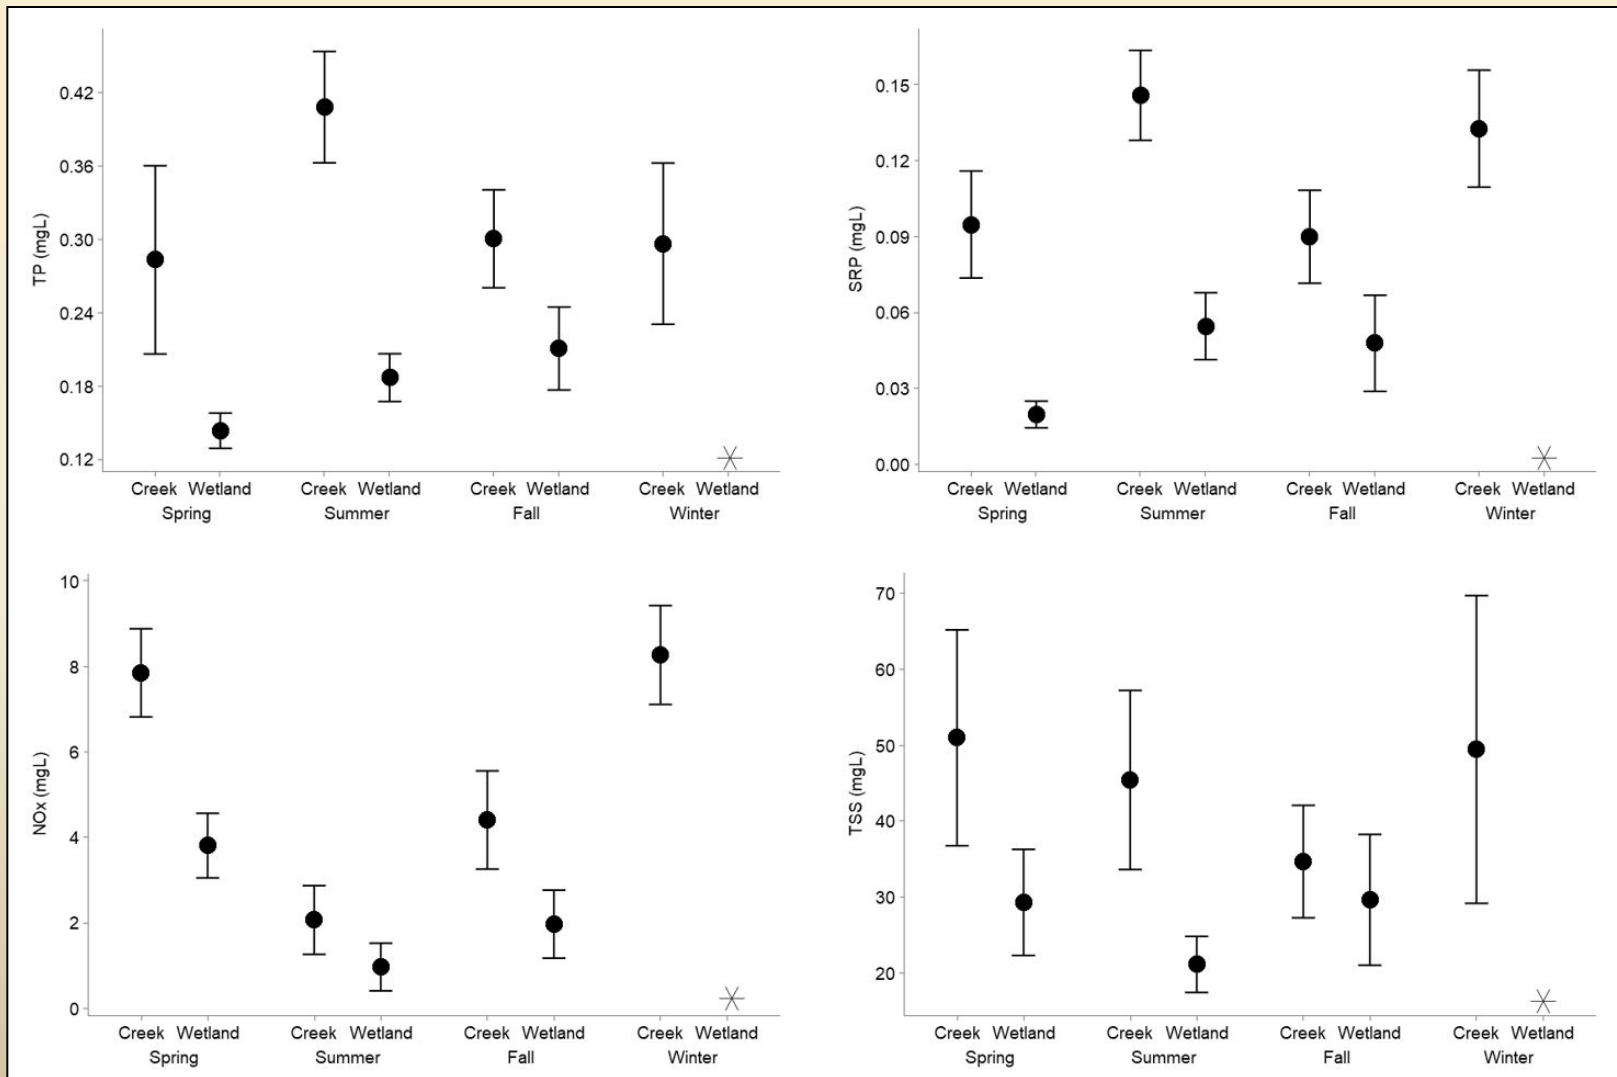 TP (mgL)
0.42
0.36
0.30
0.24
0.18
0.12
Creek Wetland Creek Wetland Creek Wetland Creek Wetland
Spring Summer Fall Winter
SRP (mgL)
0.15
0.12
0.09
0.06
0.03
0.00
Creek Wetland Creek Wetland Creek Wetland Creek Wetland
Spring Summer Fall Winter
NOx (mgL)
10
8
6
4
2
0
Creek Wetland Creek Wetland Creek Wetland Creek Wetland
Spring Summer Fall Winter
TSS (mgL)
70
60
50
40
30
20
Creek Wetland Creek Wetland Creek Wetland Creek Wetland
Spring Summer Fall Winter